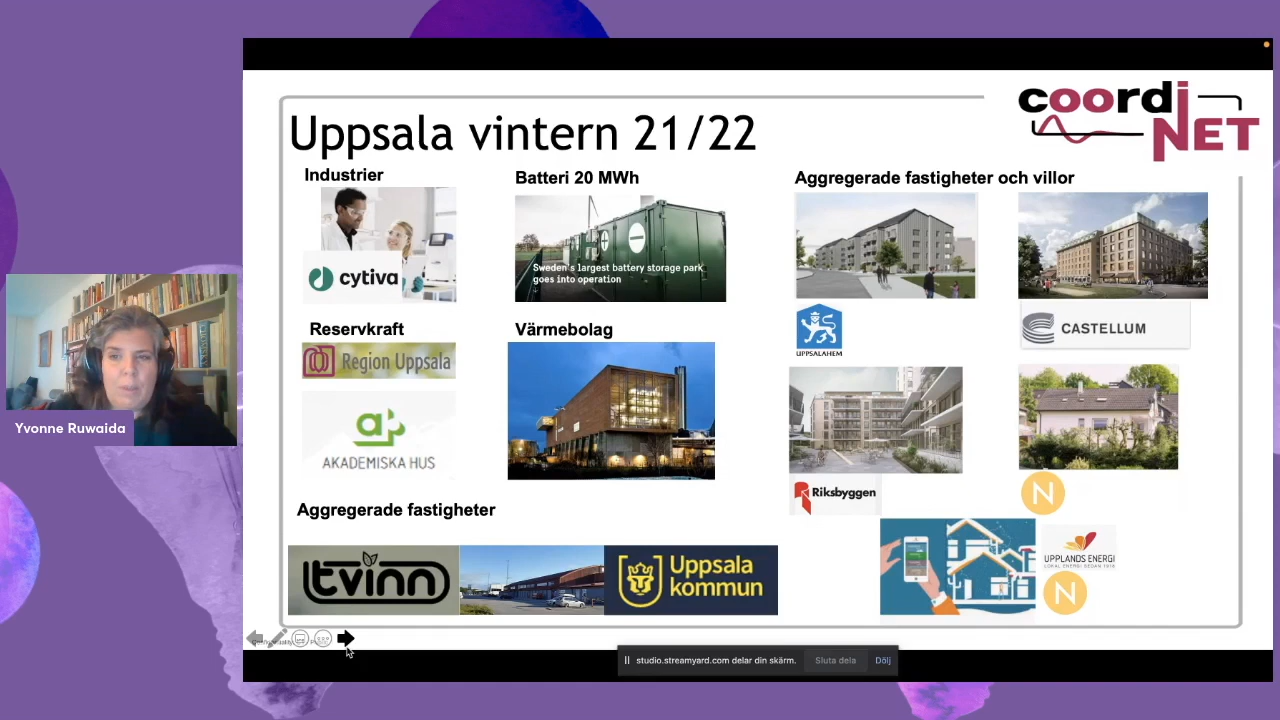 coordiNET
Uppsala vintern 21/22
Industrier
Batteri 20 MWh
Aggregerade fastigheter och villor
cytiva
Sweden's largest battery storage park
goes into operation
UPPSALAHEM
CASTELLUM
Reservkraft
Region Uppsala
Värmebolag
AKADEMISKA HUS
Riksbyggen
N
Aggregerade fastigheter
tvinn
Uppsala
kommun
UPPLANDS ENERGI
N
Yvonne Ruwaida
studio.streamyard.com delar din skärm.
Sluta dela
Dölj